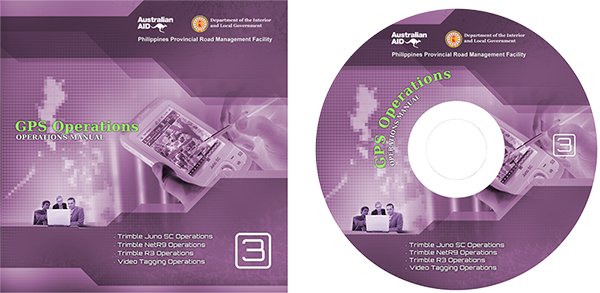 Australian
AID
Department of the Interior
and Local Government
Philippines Provincial Road Management Facility
GPS Operations
OPERATIONS MANUAL
Trimble Juno SC Operations
Trimble NetR9 Operations
Trimble R3 Operations
Video Tagging Operations
3
Australian
AID
Department of the Interior
and Local Government
Philippines Provincial Road Management Facility
GPS Operations
OPERATIONS MANUAL
3
Trimble Juno SC Operations
Trimble NetR9 Operations
Trimble R3 Operations
Video Tagging Operations